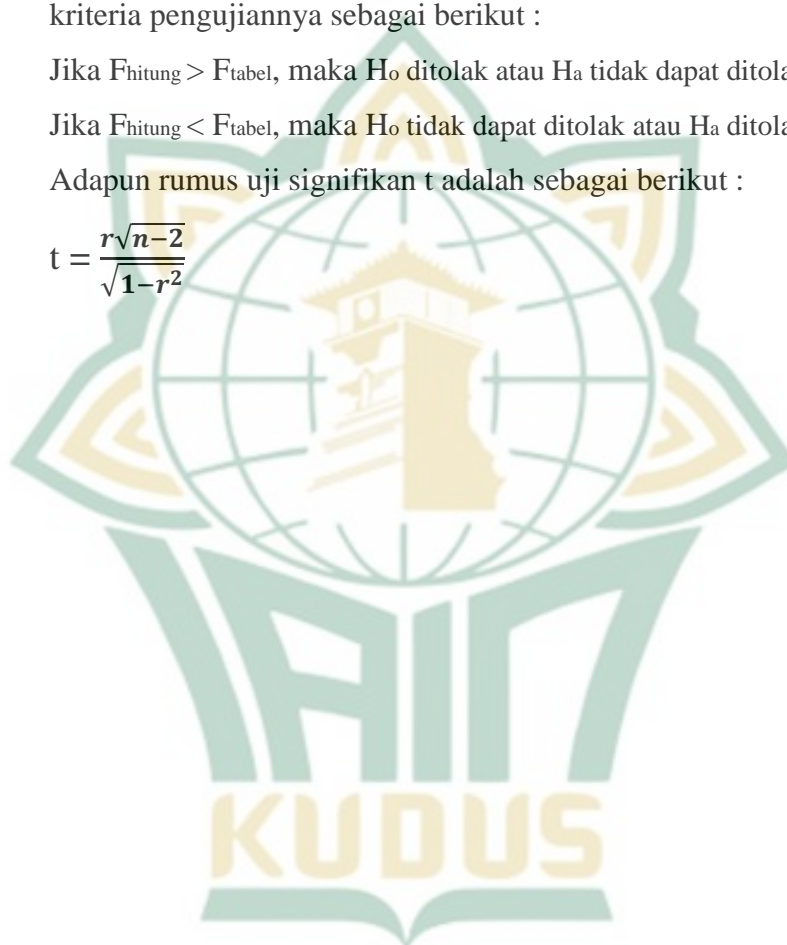 kriteria pengujiannya sebagai berikut :
Jika Fhitung > Ftabel, maka Ho ditolak atau Ha tidak dapat
Jika Fhitung < Ftabel, maka Ho tidak dapat ditolak atau Ha
Adapun rumus uji signifikan t adalah sebagai berikut :
t = r√n−2 / √1−r²
IAIN
KUDUS